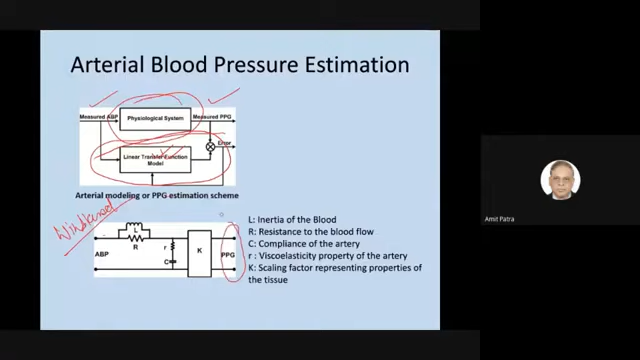 Arterial Blood Pressure Estimation
Measured ABP
Physiological System
Measured PPG
Error
Linear Transfer Function
Model
Arterial modeling or PPG estimation scheme
Windkessel
L
R
r
C
K
ABP
PPG
L: Inertia of the Blood
R: Resistance to the blood flow
C: Compliance of the artery
r : Viscoelasticity property of the artery
K: Scaling factor representing properties of
the tissue
Amit Patra